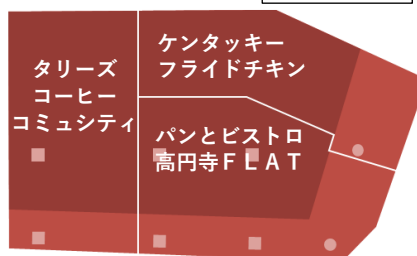 タリーズ
コーヒー
コミュシティ
ケンタッキー
フライドチキン
パンとビストロ
高円寺ＦＬＡＴ